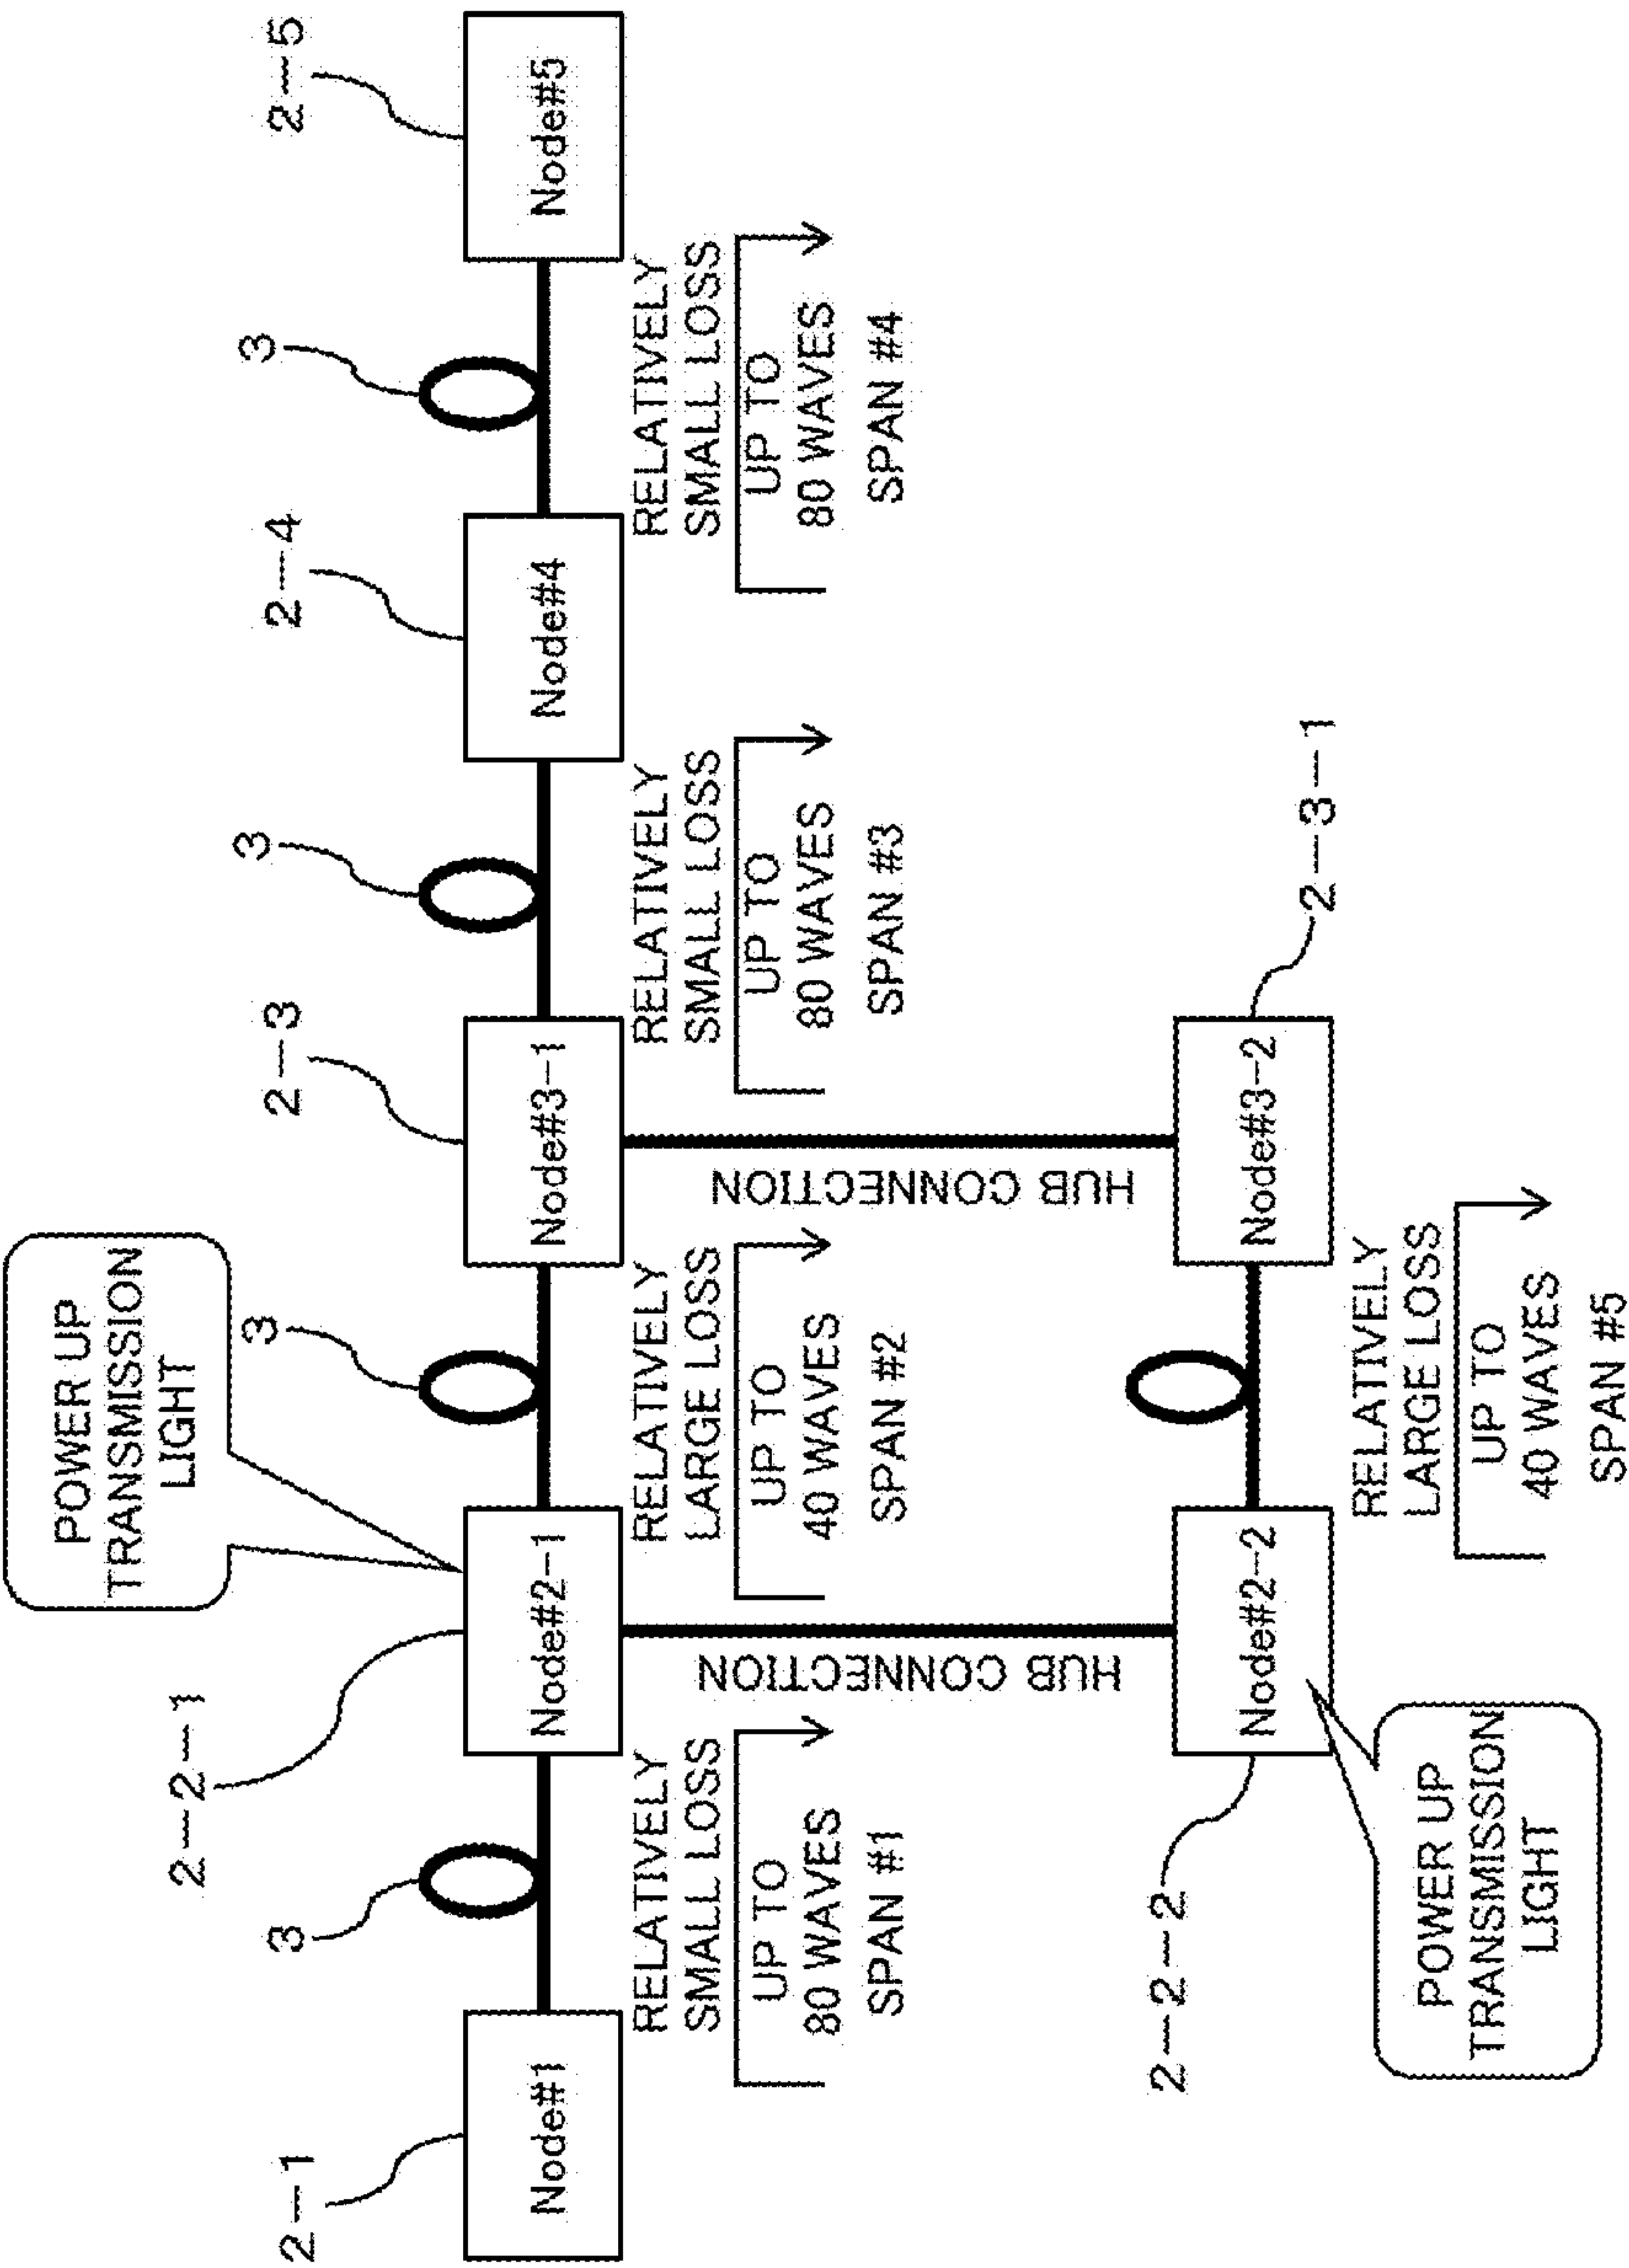 POWER UP
TRANSMISSION
LIGHT
2-1
3
2-2-1
3
2-3
3
2-4
3
2-5
Node#1
Node#2-1
Node#3-1
Node#4
Node#5
RELATIVELY
SMALL LOSS
UP TO
80 WAVES
SPAN #1
RELATIVELY
LARGE LOSS
UP TO
40 WAVES
SPAN #2
RELATIVELY
SMALL LOSS
UP TO
80 WAVES
SPAN #3
RELATIVELY
SMALL LOSS
UP TO
80 WAVES
SPAN #4
HUB CONNECTION
HUB CONNECTION
2-2-2
Node#2-2
Node#3-2
2-3-1
RELATIVELY
LARGE LOSS
UP TO
40 WAVES
SPAN #5
POWER UP
TRANSMISSION
LIGHT